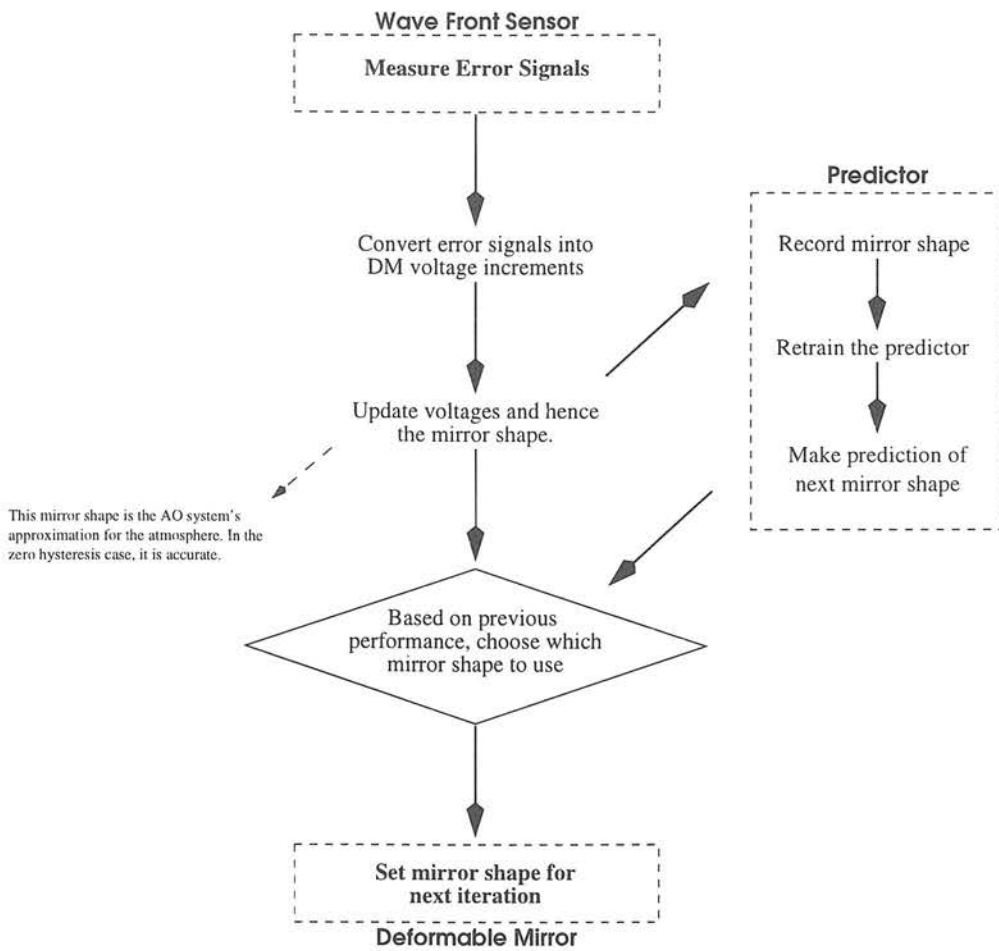 Wave Front Sensor
Measure Error Signals
Convert error signals into
DM voltage increments
Update voltages and hence
the mirror shape.
This mirror shape is the AO system's
approximation for the atmosphere. In the
zero hysteresis case, it is accurate.
Predictor
Record mirror shape
Retrain the predictor
Make prediction of
next mirror shape
Based on previous
performance, choose which
mirror shape to use
Set mirror shape for
next iteration
Deformable Mirror